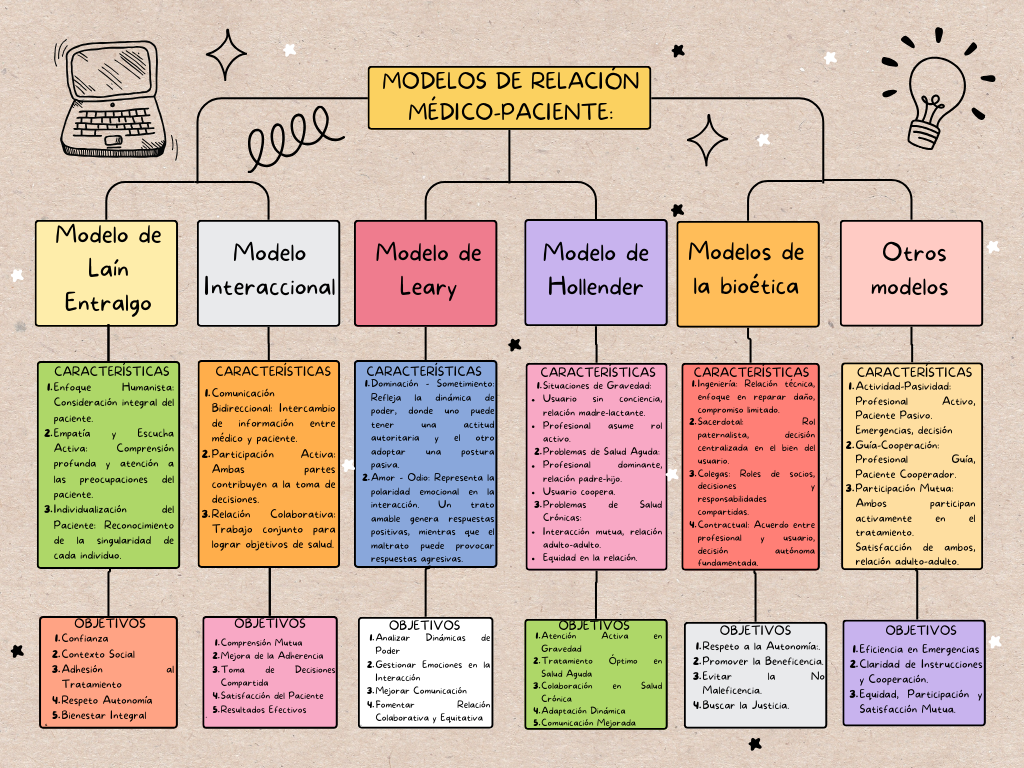 MODELOS DE RELACIÓN
MÉDICO-PACIENTE:
Modelo de
Laín
Entralgo
Modelo
Interaccional
Modelo de
Leary
Modelo de
Hollender
Modelos de
la bioética
Otros
modelos
CARACTERÍSTICAS
1.Enfoque Humanista:
Consideración integral del
paciente.
2.Empatía y Escucha
Activa: Comprensión
profunda y atención a
las preocupaciones del
paciente.
3.Individualización del
Paciente: Reconocimiento
de la singularidad de
cada individuo.
CARACTERÍSTICAS
1.Comunicación
Bidireccional: Intercambio
de información entre
médico y paciente.
2.Participación Activa:
Ambas partes
contribuyen a la toma de
decisiones.
3.Relación Colaborativa:
Trabajo conjunto para
lograr objetivos de salud.
CARACTERÍSTICAS
1.Dominación - Sometimiento:
Refleja la dinámica de
poder, donde uno puede
tener una actitud
autoritaria y el otro
adoptar una postura
pasiva.
2.Amor - Odio: Representa la
polaridad emocional en la
interacción. Un trato
amable genera respuestas
positivas, mientras que el
maltrato puede provocar
respuestas agresivas.
CARACTERÍSTICAS
1.Situaciones de Gravedad:
• Usuario sin conciencia,
relación madre-lactante.
• Profesional asume rol
activo.
2.Problemas de Salud Aguda:
• Profesional dominante,
relación padre-hijo.
• Usuario coopera.
3.Problemas de Salud
Crónicas:
• Interacción mutua, relación
adulto-adulto.
• Equidad en la relación.
CARACTERÍSTICAS
1.Ingeniería: Relación técnica,
enfoque en reparar daño,
compromiso limitado.
2.Sacerdotal: Rol
paternalista, decisión
centralizada en el bien del
usuario.
3.Colegas: Roles de socios,
decisiones y
responsabilidades
compartidas.
4.Contractual: Acuerdo entre
profesional y usuario,
decisión autónoma
fundamentada.
CARACTERÍSTICAS
1.Actividad-Pasividad:
Profesional Activo,
Paciente Pasivo.
Emergencias, decisión
2.Guía-Cooperación:
Profesional Guía,
Paciente Cooperador.
3.Participación Mutua:
Ambos participan
activamente en el
tratamiento.
Satisfacción de ambos,
relación adulto-adulto.
OBJETIVOS
1.Confianza
2.Contexto Social
3.Adhesión al
Tratamiento
4.Respeto Autonomía
5.Bienestar Integral
OBJETIVOS
1.Comprensión Mutua
2.Mejora de la Adherencia
3.Toma de Decisiones
Compartida
4.Satisfacción del Paciente
5.Resultados Efectivos
OBJETIVOS
1.Analizar Dinámicas de
Poder
2.Gestionar Emociones en la
Interacción
3.Mejorar Comunicación
4.Fomentar Relación
Colaborativa y Equitativa
OBJETIVOS
1.Atención Activa en
Gravedad
2.Tratamiento Óptimo en
Salud Aguda
3.Colaboración en Salud
Crónica
4.Adaptación Dinámica
5.Comunicación Mejorada
OBJETIVOS
1.Respeto a la Autonomía:.
2.Promover la Beneficencia.
3.Evitar la No
Maleficencia.
4.Buscar la Justicia.
OBJETIVOS
1.Eficiencia en Emergencias
2.Claridad de Instrucciones
y Cooperación.
3.Equidad, Participación y
Satisfacción Mutua.